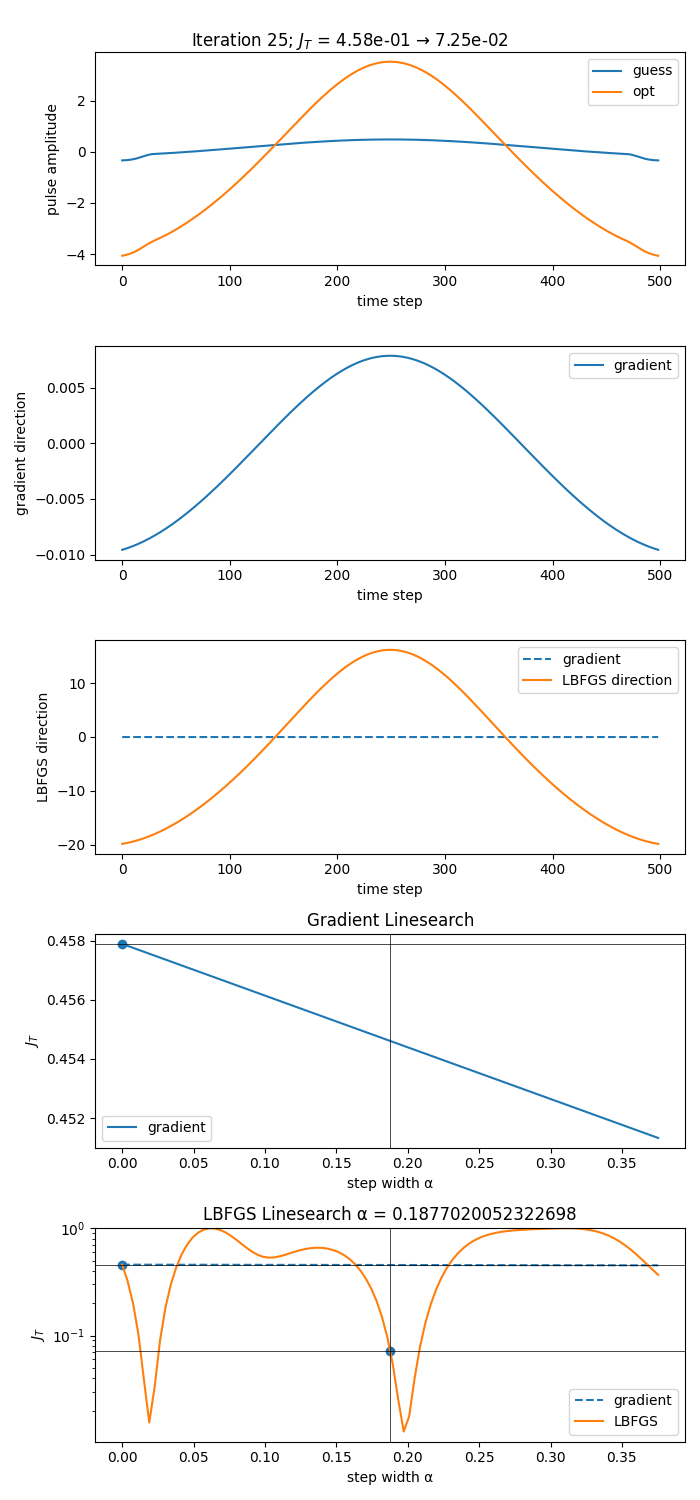 Iteration 25; J_T = 4.58e-01 → 7.25e-02
guess
opt
pulse amplitude
2
0
−2
−4
0 100 200 300 400 500
time step
gradient
gradient direction
0.005
0.000
−0.005
−0.010
0 100 200 300 400 500
time step
gradient
LBFGS direction
LBFGS direction
10
0
−10
−20
0 100 200 300 400 500
time step
Gradient Linesearch
0.458
0.456
0.454
0.452
J_T
gradient
0.00 0.05 0.10 0.15 0.20 0.25 0.30 0.35
step width α
LBFGS Linesearch α = 0.1877020052322698
10⁰
10⁻¹
J_T
gradient
LBFGS
0.00 0.05 0.10 0.15 0.20 0.25 0.30 0.35
step width α